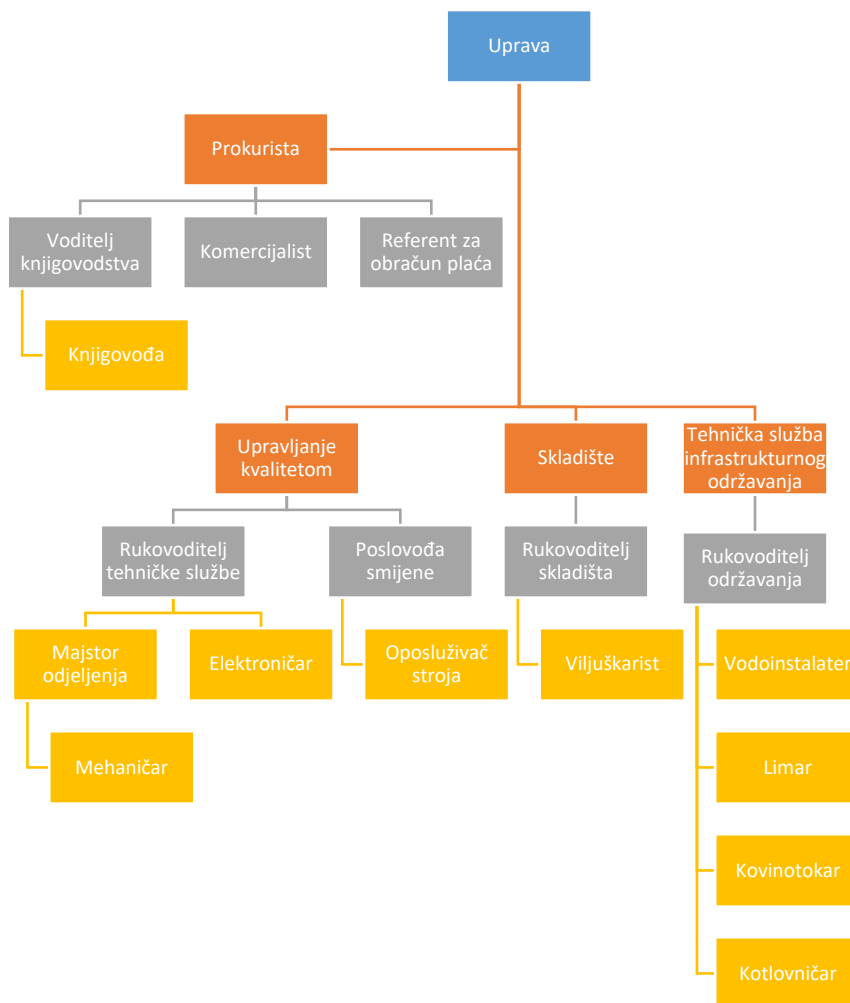 Uprava
Prokurista
Voditelj
knjigovodstva
Komercijalist
Referent za
obračun plaća
Knjigovođa
Upravljanje
kvalitetom
Skladište
Tehnička služba
infrastrukturnog
održavanja
Rukovoditelj
tehničke službe
Poslovođa
smijene
Rukovoditelj
skladišta
Rukovoditelj
održavanja
Majstor
odjeljenja
Elektroničar
Oposluživač
stroja
Viljuškarist
Vodoinstalater
Mehaničar
Limar
Kovinotokar
Kotlovničar